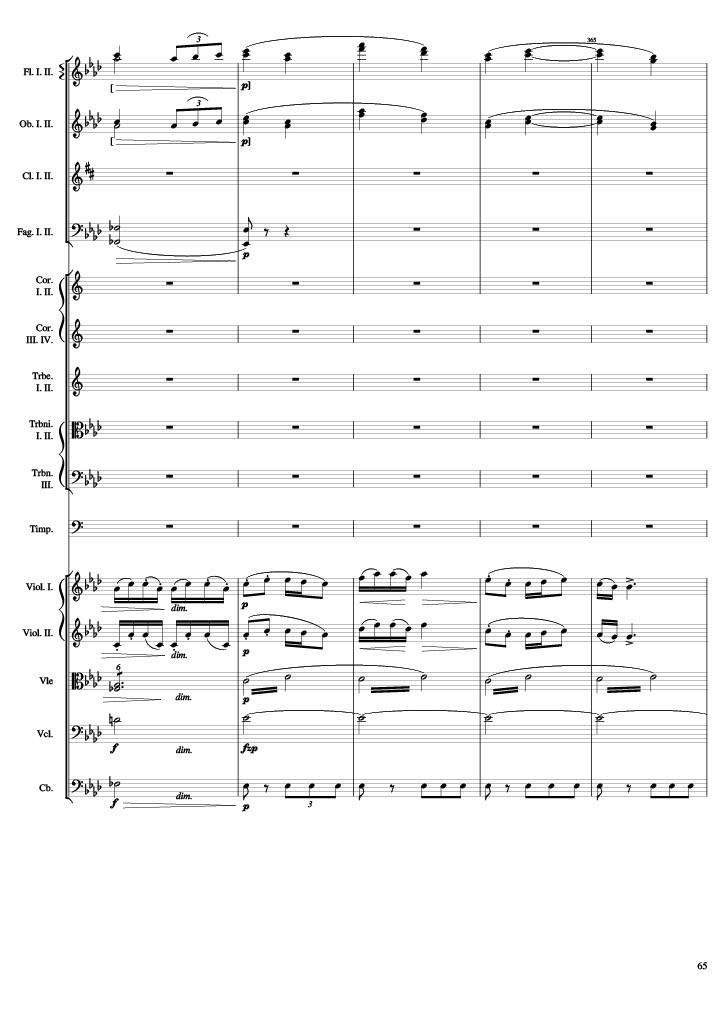 365
3
Fl. I. II.
[ p]
3
Ob. I. II.
[ p]
Cl. I. II.
Fag. I. II.
p
Cor.
I. II.
Cor.
III. IV.
Trbe.
I. II.
Trbni.
I. II.
Trbn.
III.
Timp.
Viol. I.
dim. p
Viol. II.
dim. p
6
Vle
dim. p
Vcl.
f dim. fzp
Cb.
f dim. p 3
65